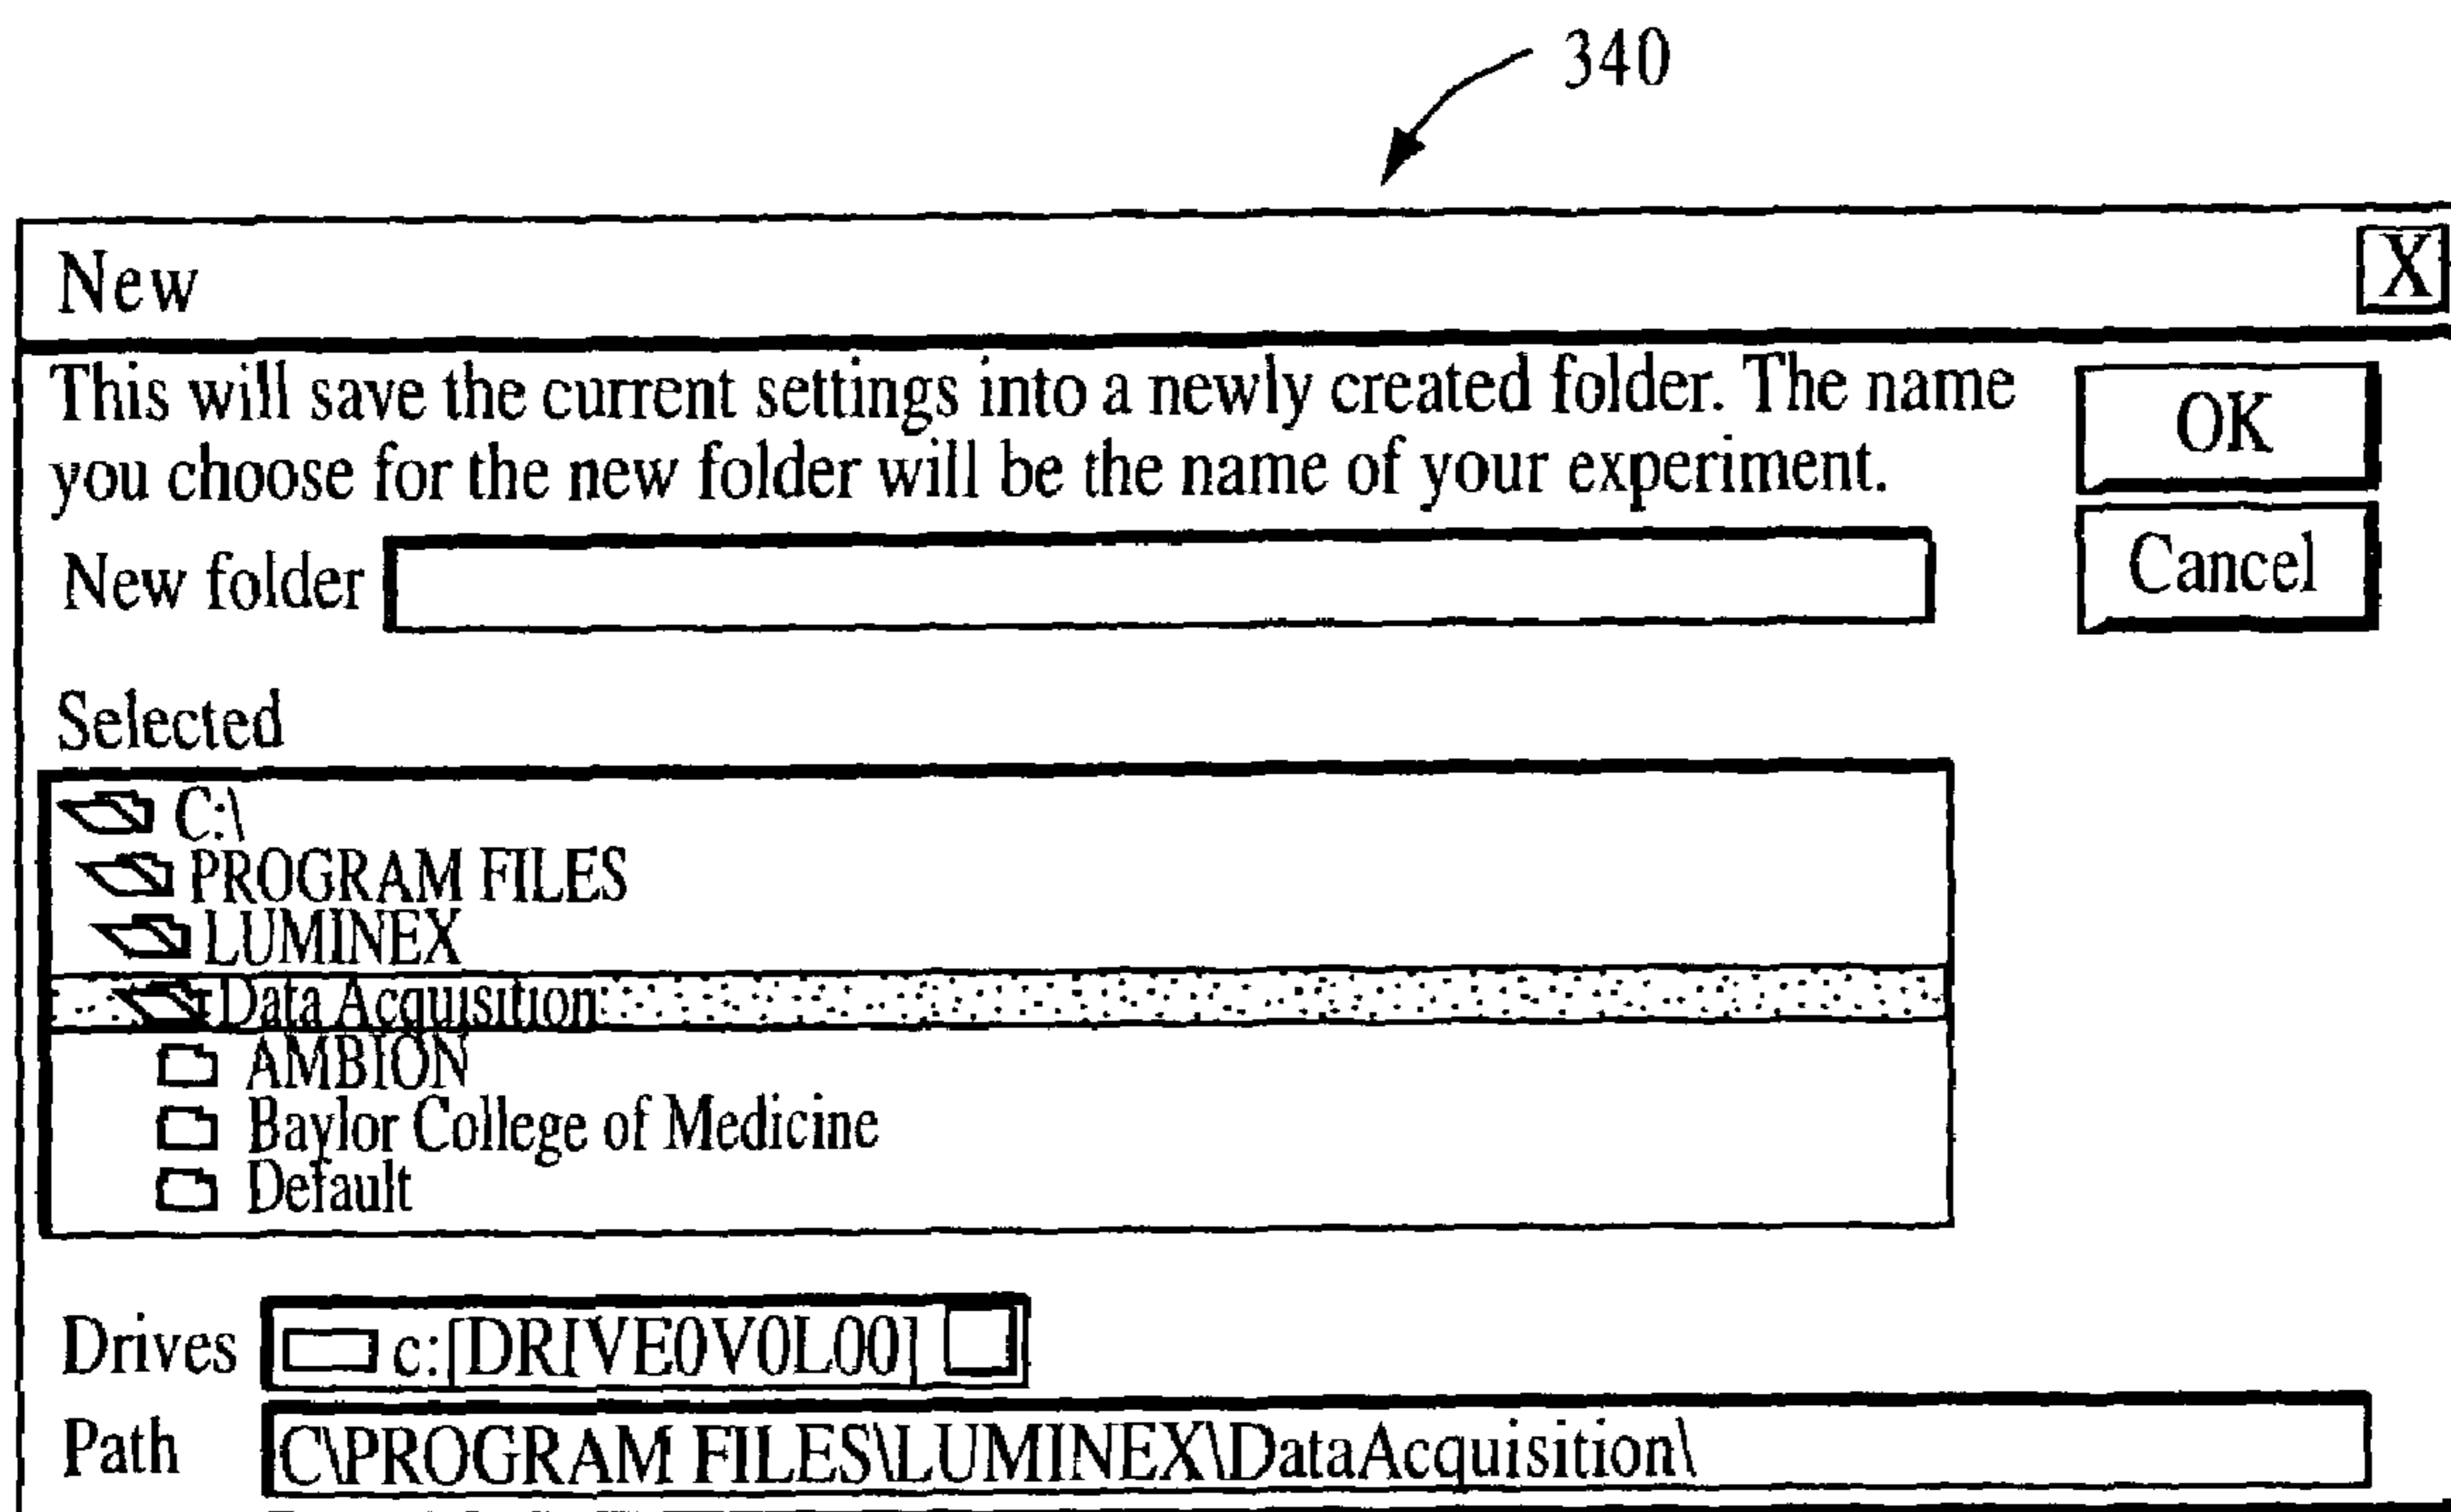 340
New X
This will save the current settings into a newly created folder. The name
you choose for the new folder will be the name of your experiment.
OK
Cancel
New folder
Selected
C:\
PROGRAM FILES
LUMINEX
Data Acquisition
AMBION
Baylor College of Medicine
Default
Drives c:[DRIVE0V0L00]
Path C\PROGRAM FILES\LUMINEX\DataAcquisition\